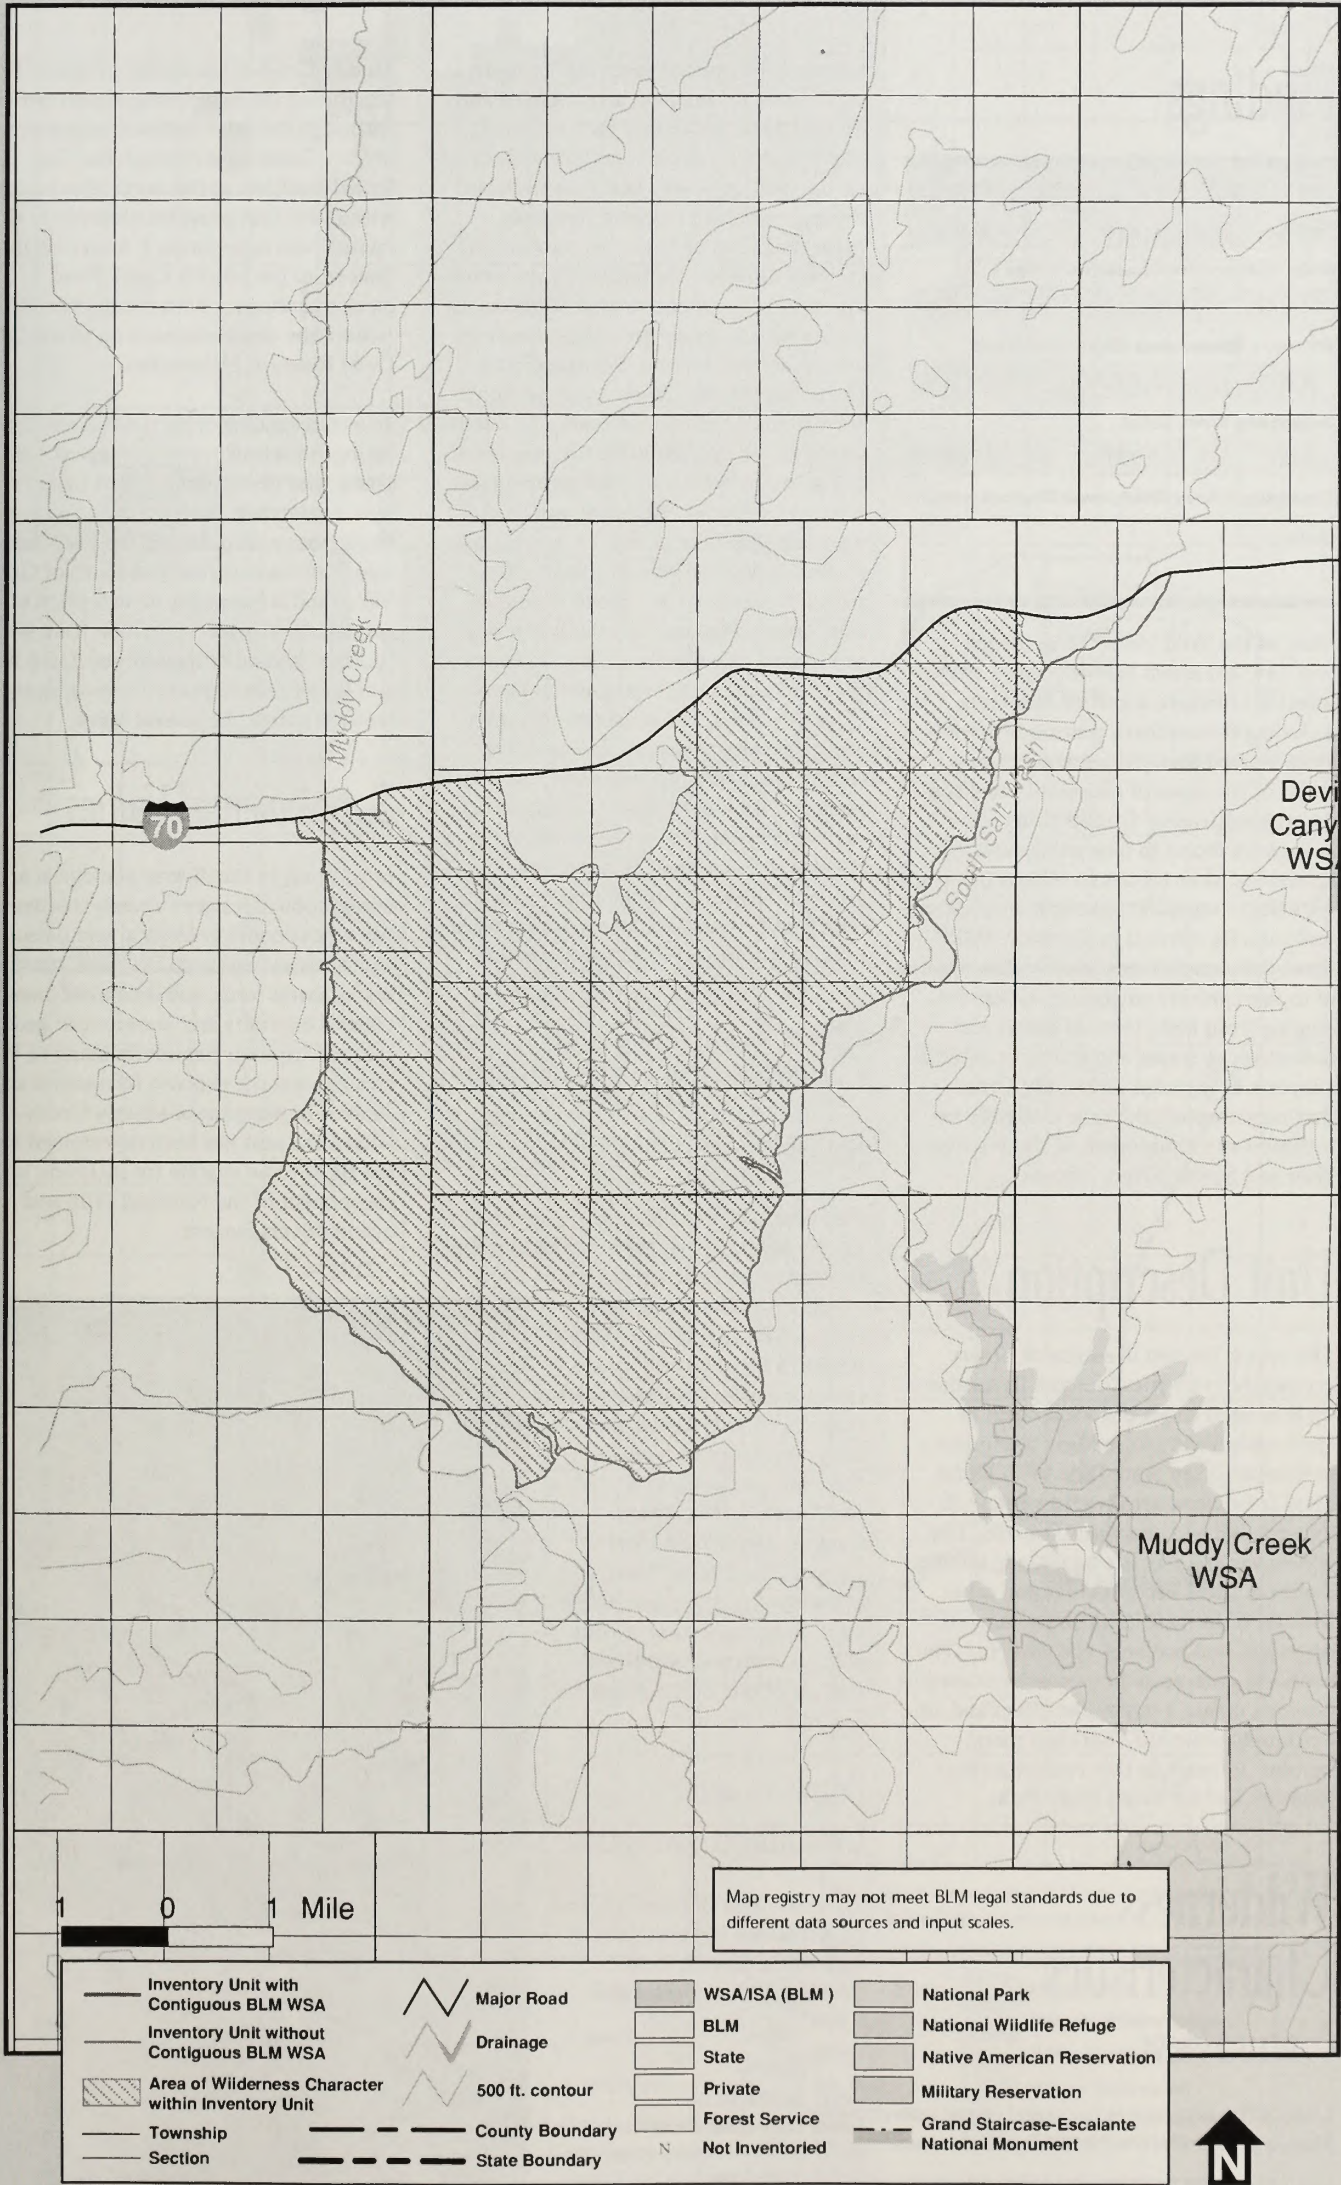 Muddy Creek
70
South Salt Wash
Devi
Cany
WS
Muddy Creek
WSA
1 0 1 Mile
Map registry may not meet BLM legal standards due to
different data sources and input scales.
Inventory Unit with
Contiguous BLM WSA
Inventory Unit without
Contiguous BLM WSA
Area of Wilderness Character
within Inventory Unit
Township
Section
Major Road
Drainage
500 ft. contour
County Boundary
State Boundary
WSA/ISA (BLM )
BLM
State
Private
Forest Service
N Not Inventoried
National Park
National Wildlife Refuge
Native American Reservation
Military Reservation
Grand Staircase-Escalante
National Monument
N